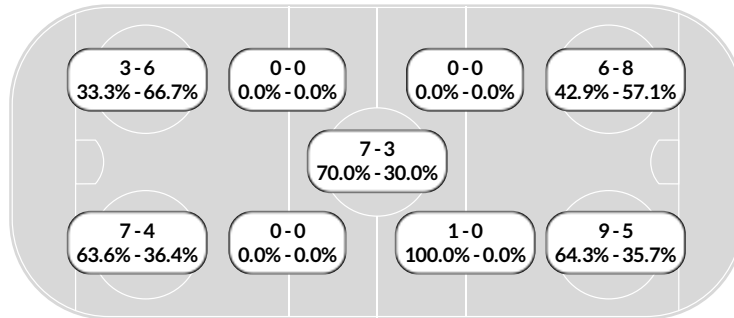 3 - 6
33.3% - 66.7%
0 - 0
0.0% - 0.0%
0 - 0
0.0% - 0.0%
6 - 8
42.9% - 57.1%
7 - 3
70.0% - 30.0%
7 - 4
63.6% - 36.4%
0 - 0
0.0% - 0.0%
1 - 0
100.0% - 0.0%
9 - 5
64.3% - 35.7%